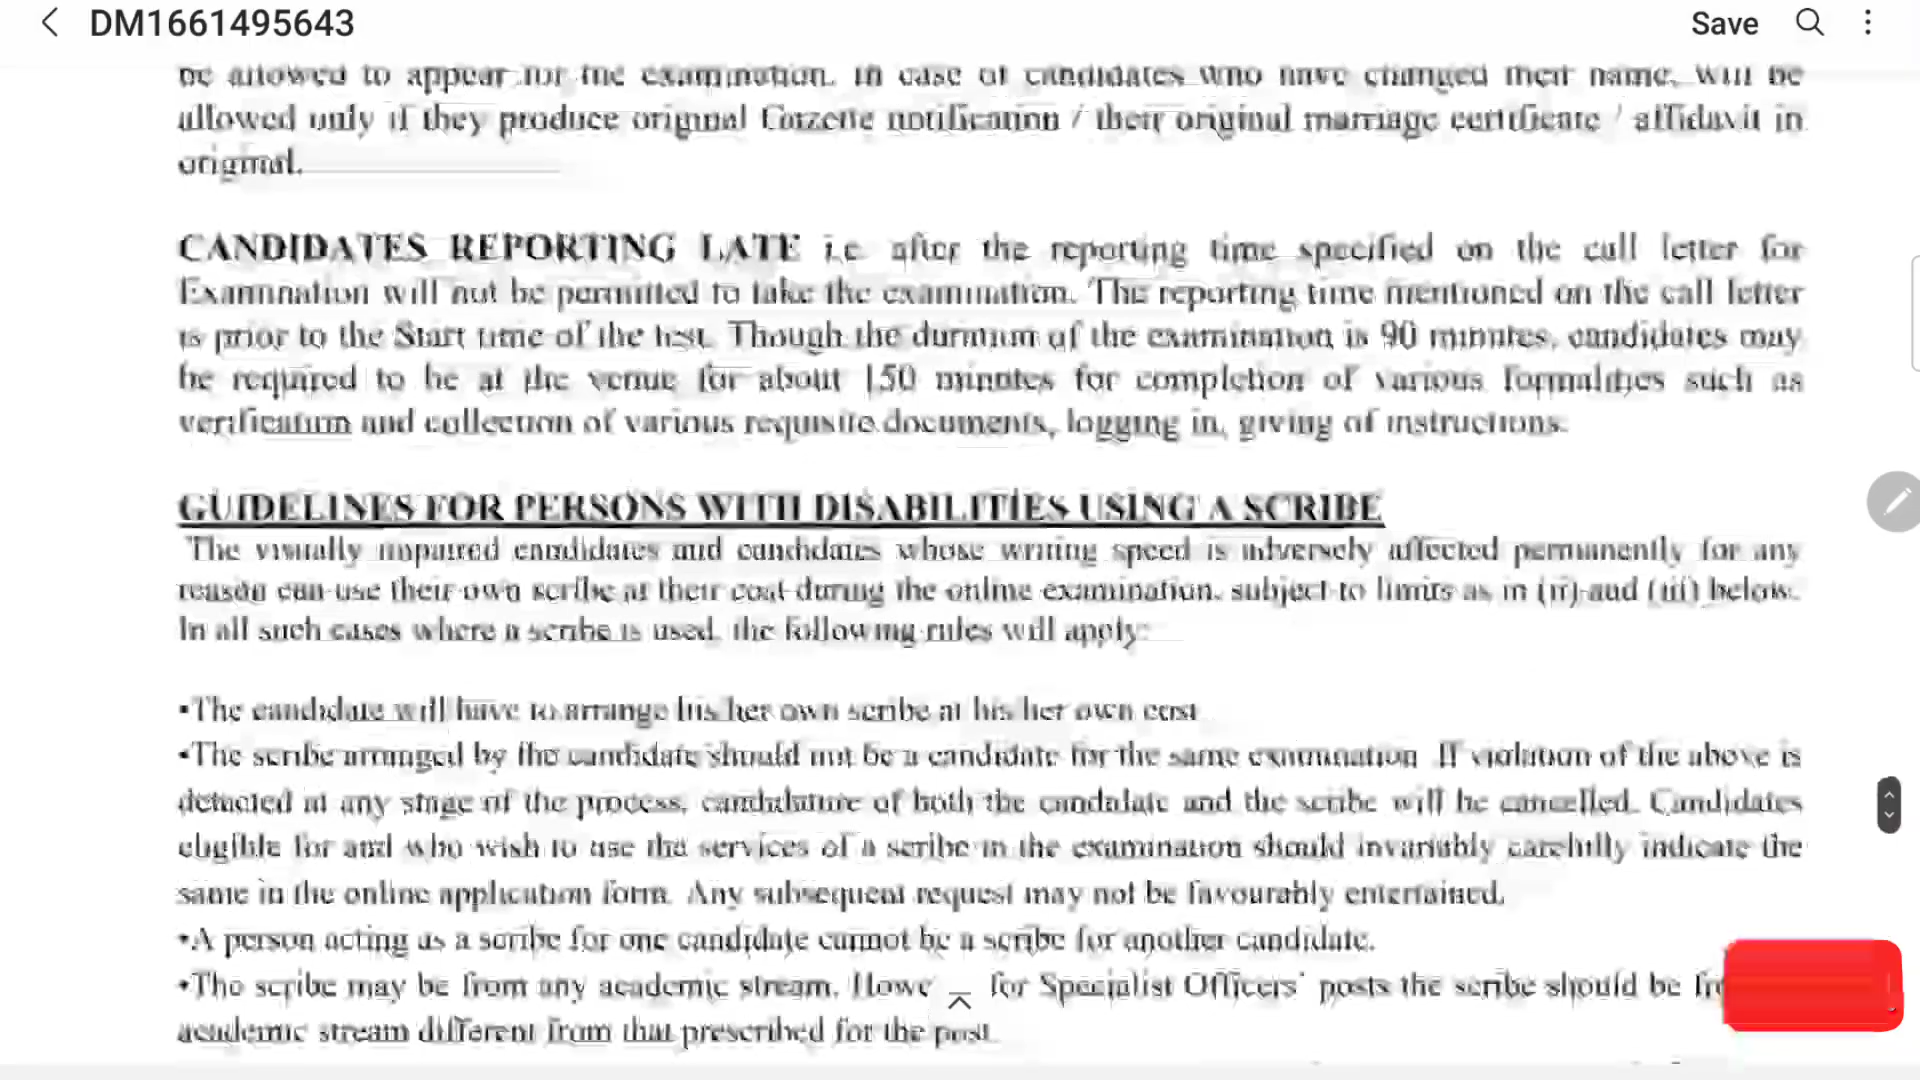 DM1661495643
Save
be allowed to appear for the examination. In case of candidates who have changed their name, will be
allowed only if they produce original Gazette notification / their original marriage certificate / affidavit in
original.
CANDIDATES REPORTING LATE i.e after the reporting time specified on the call letter for
Examination will not be permitted to take the examination. The reporting time mentioned on the call letter
is prior to the Start time of the test. Though the duration of the examination is 90 minutes, candidates may
be required to be at the venue for about 150 minutes for completion of various formalities such as
verification and collection of various requisite documents, logging in, giving of instructions.
GUIDELINES FOR PERSONS WITH DISABILITIES USING A SCRIBE
The visually impaired candidates and candidates whose writing speed is adversely affected permanently for any
reason can use their own scribe at their cost during the online examination, subject to limits as in (ii) and (iii) below.
In all such cases where a scribe is used, the following rules will apply:
•The candidate will have to arrange his/her own scribe at his/her own cost
•The scribe arranged by the candidate should not be a candidate for the same examination. If violation of the above is
detected at any stage of the process, candidature of both the candidate and the scribe will be cancelled. Candidates
eligible for and who wish to use the services of a scribe in the examination should invariably carefully indicate the
same in the online application form. Any subsequent request may not be favourably entertained.
•A person acting as a scribe for one candidate cannot be a scribe for another candidate.
•The scribe may be from any academic stream. Howe for Specialist Officers' posts the scribe should be
academic stream different from that prescribed for the post.